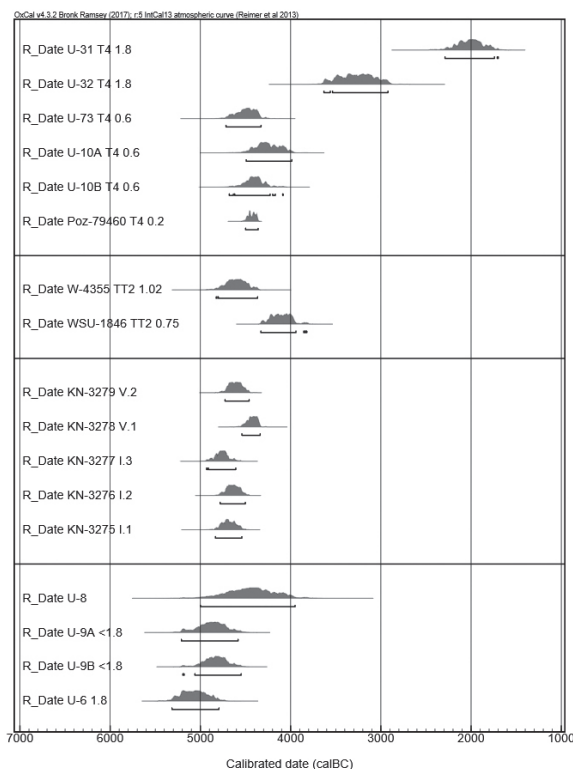 OxCal v4.3.2 Bronk Ramsey (2017); r:5 IntCal13 atmospheric curve (Reimer et al 2013)
R_Date U-31 T4 1.8
R_Date U-32 T4 1.8
R_Date U-73 T4 0.6
R_Date U-10A T4 0.6
R_Date U-10B T4 0.6
R_Date Poz-79460 T4 0.2
R_Date W-4355 TT2 1.02
R_Date WSU-1846 TT2 0.75
R_Date KN-3279 V.2
R_Date KN-3278 V.1
R_Date KN-3277 I.3
R_Date KN-3276 I.2
R_Date KN-3275 I.1
R_Date U-8
R_Date U-9A <1.8
R_Date U-9B <1.8
R_Date U-6 1.8
7000 6000 5000 4000 3000 2000 1000
Calibrated date (calBC)